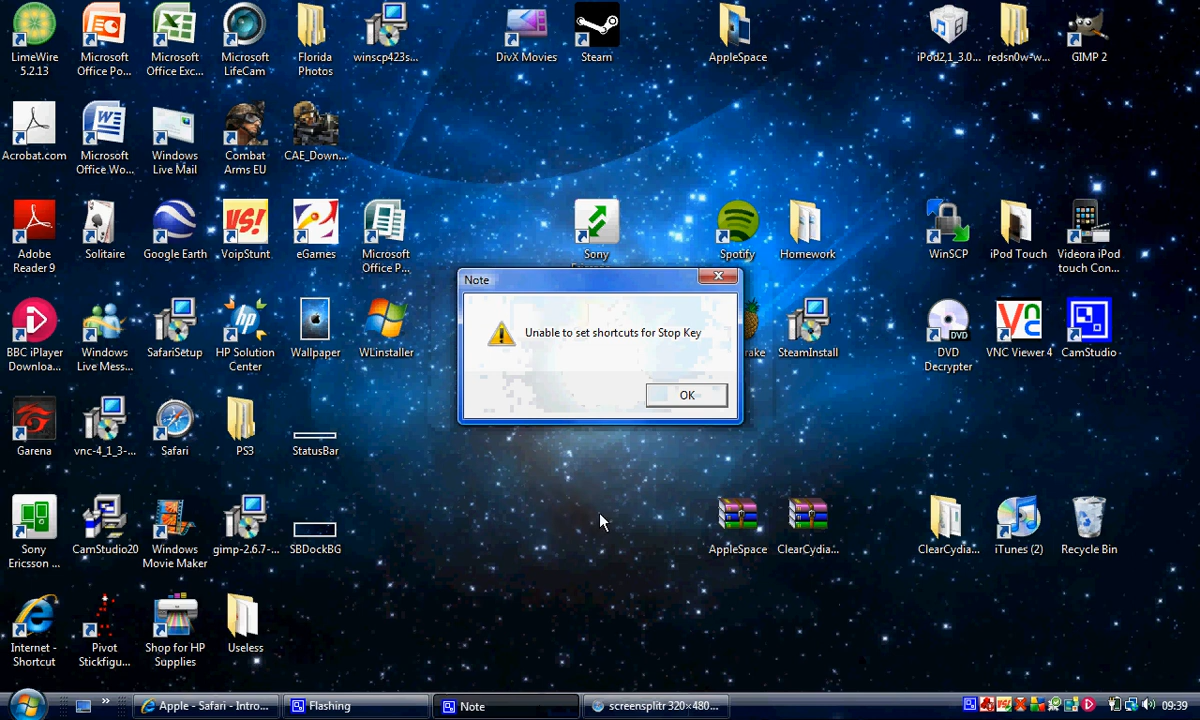 LimeWire
5.2.13
Microsoft
Office Po...
Microsoft
Office Exc...
Microsoft
LifeCam
Florida
Photos
winscp423s...
DivX Movies
Steam
AppleSpace
iPod2,1_3.0...
redsn0w-w...
GIMP 2
Acrobat.com
Microsoft
Office Wo...
Windows
Live Mail
Combat
Arms EU
CAE_Down...
Adobe
Reader 9
Solitaire
Google Earth
VS!
VoipStunt
eGames
Microsoft
Office P...
Sony
Spotify
Homework
WinSCP
iPod Touch
Videora iPod
touch Con...
Note
Unable to set shortcuts for Stop Key
OK
BBC iPlayer
Downloa...
Windows
Live Mess...
SafariSetup
hp
HP Solution
Center
Wallpaper
WLinstaller
SteamInstall
DVD
DVD
Decrypter
VNC Viewer 4
CamStudio
Garena
vnc-4_1_3-...
Safari
PS3
StatusBar
Sony
Ericsson ...
CamStudio20
Windows
Movie Maker
gimp-2.6.7-...
SBDockBG
AppleSpace
ClearCydia...
ClearCydia...
iTunes (2)
Recycle Bin
Internet -
Shortcut
Pivot
Stickfigu...
Shop for HP
Supplies
Useless
Apple - Safari - Intro...
Flashing
Note
screensplitr 320×480...
09:39